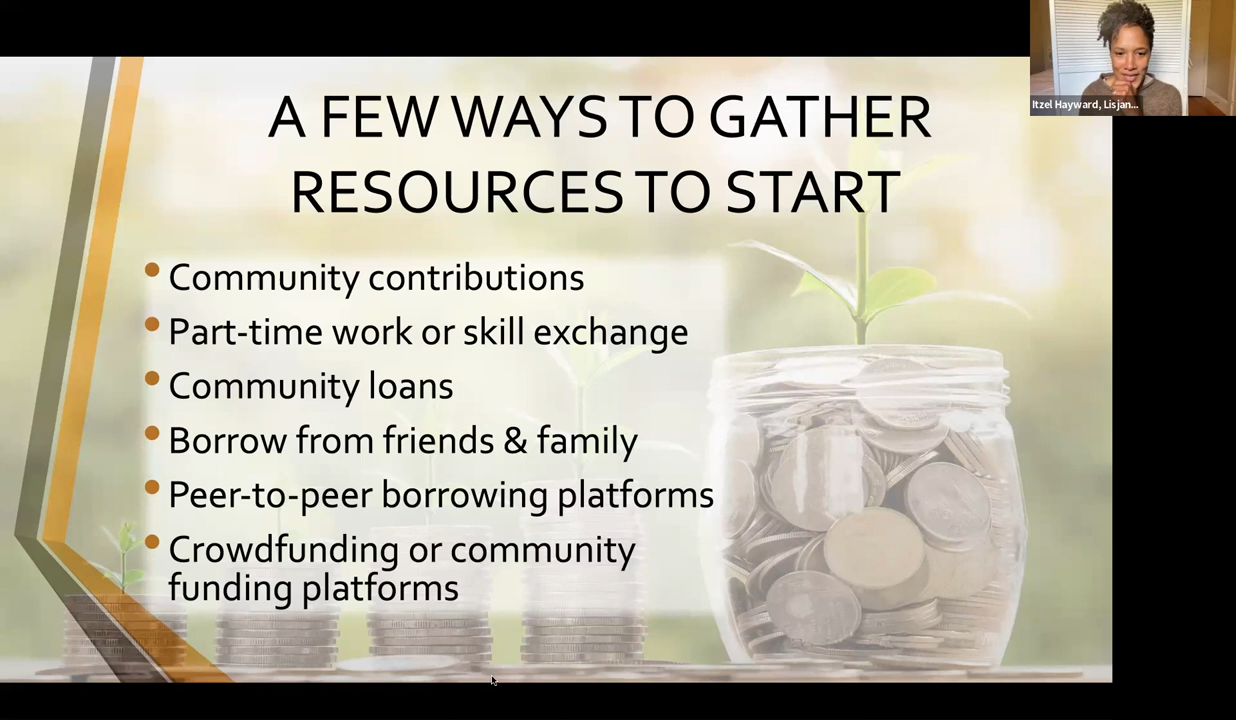 A FEW WAYS TO GATHER
RESOURCES TO START
• Community contributions
• Part-time work or skill exchange
• Community loans
• Borrow from friends & family
• Peer-to-peer borrowing platforms
• Crowdfunding or community
funding platforms
Itzel Hayward, Lisjan...